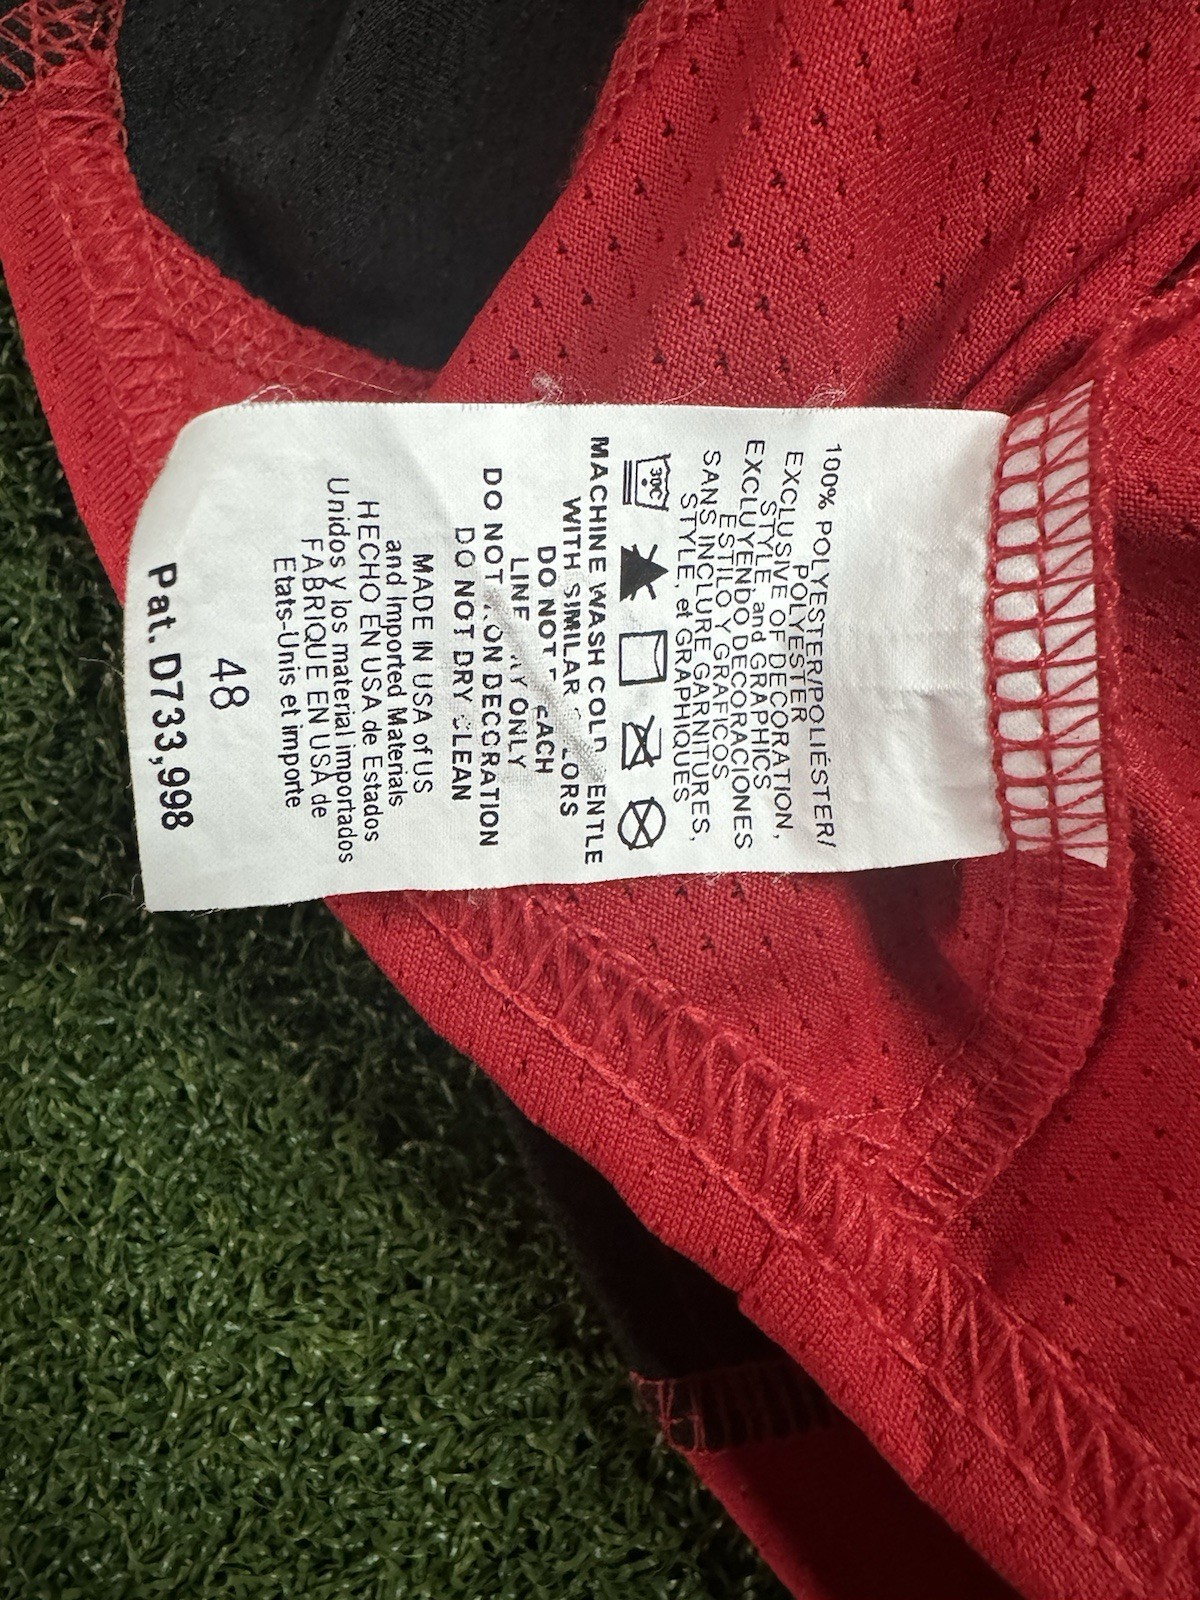 100% POLYESTER/POLIÉSTER/
POLYESTER
EXCLUSIVE OF DECORATION,
STYLE and GRAPHICS
EXCLUYENDO DECORACIONES
ESTILO Y GRAFICOS
SANS INCLURE GARNITURES,
STYLE, et GRAPHIQUES
30C
MACHINE WASH COLD
WITH SIMILAR
DO NOT
LINE ONLY
DO NOT DECORATION
DO NOT DRY CLEAN
MADE IN USA of US
and Imported Materials
HECHO EN USA de Estados
Unidos y los material importados
FABRIQUE EN USA de
Etats-Unis et importe
48
Pat. D733,998